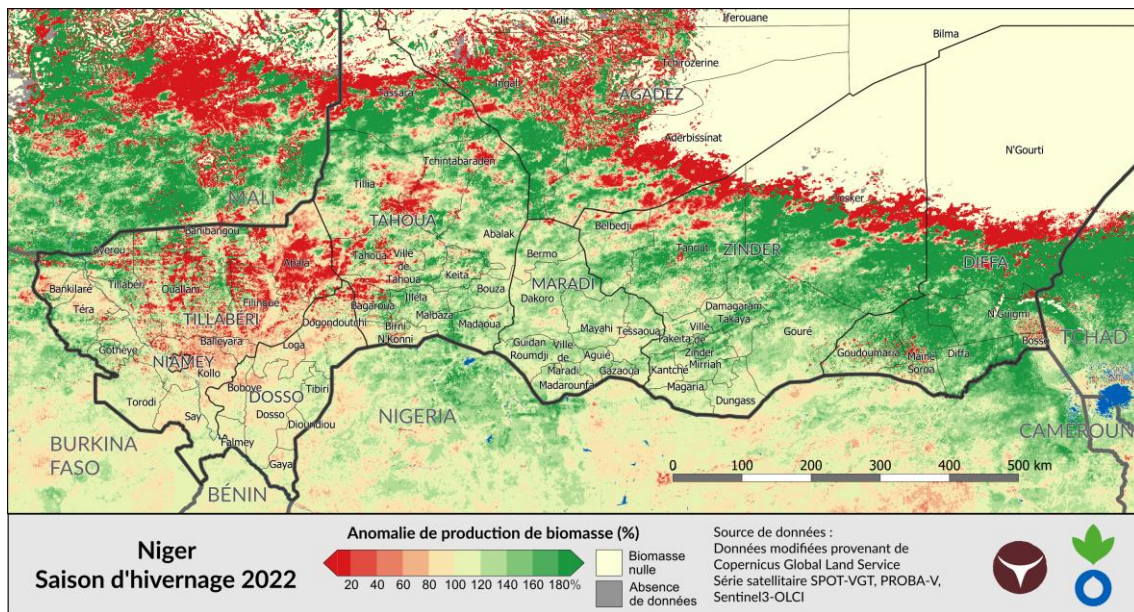 Arlit
Iferouane
Bilma
Tchirozerine
Ingall
Tassara
AGADEZ
Aderbissinat
N'Gourti
Tchintabaraden
Tillia
MALI
TAHOUA
Tesker
Banibangou
Abalak
Belbedji
Tanout
ZINDER
Ayerou
Abala
Tahoua
Ville
de
Tahoua
Keita
Bermo
DIFFA
Bankilaré
Tillabéri
Ouallam
Filingué
Bagaroua
Illéla
Bouza
MARADI
Dakoro
Damagaram
Takaya
N'Guigmi
Téra
TILLABERI
Dogondoutchi
Birni
N'Konni
Malbaza
Madaoua
Mayahi
Tessaoua
Gouré
TCHAD
Gothèye
Balleyara
Loga
Guidan
Roumdji
Ville
de
Maradi
Aguié
Gazaoua
Takeita
Ville
de
Zinder
Mirriah
Goudoumaria
Maïné
Soroa
Diffa
Bosso
NIAMEY
Kollo
Boboye
Tibiri
Madarounfa
Kantché
Magaria
Dungass
Torodi
Say
DOSSO
Dosso
Dioundiou
NIGERIA
CAMEROUN
BURKINA
FASO
Falmey
Gaya
BÉNIN
0 100 200 300 400 500 km
Niger
Saison d'hivernage 2022
Anomalie de production de biomasse (%)
20 40 60 80 100 120 140 160 180%
Biomasse
nulle
Absence
de données
Source de données :
Données modifiées provenant de
Copernicus Global Land Service
Série satellitaire SPOT-VGT, PROBA-V,
Sentinel3-OLCI